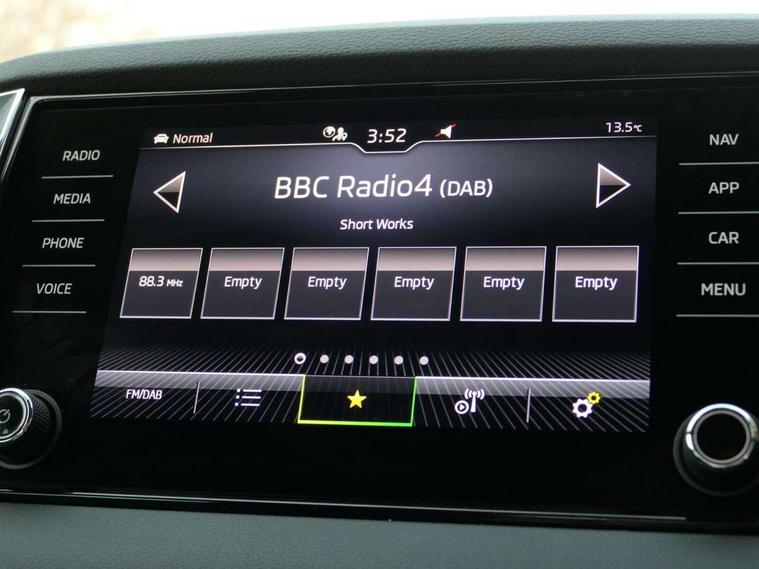 Normal 3:52 13.5°C
RADIO
MEDIA
PHONE
VOICE
BBC Radio4 (DAB)
Short Works
88.3 MHz Empty Empty Empty Empty Empty
FM/DAB
NAV
APP
CAR
MENU